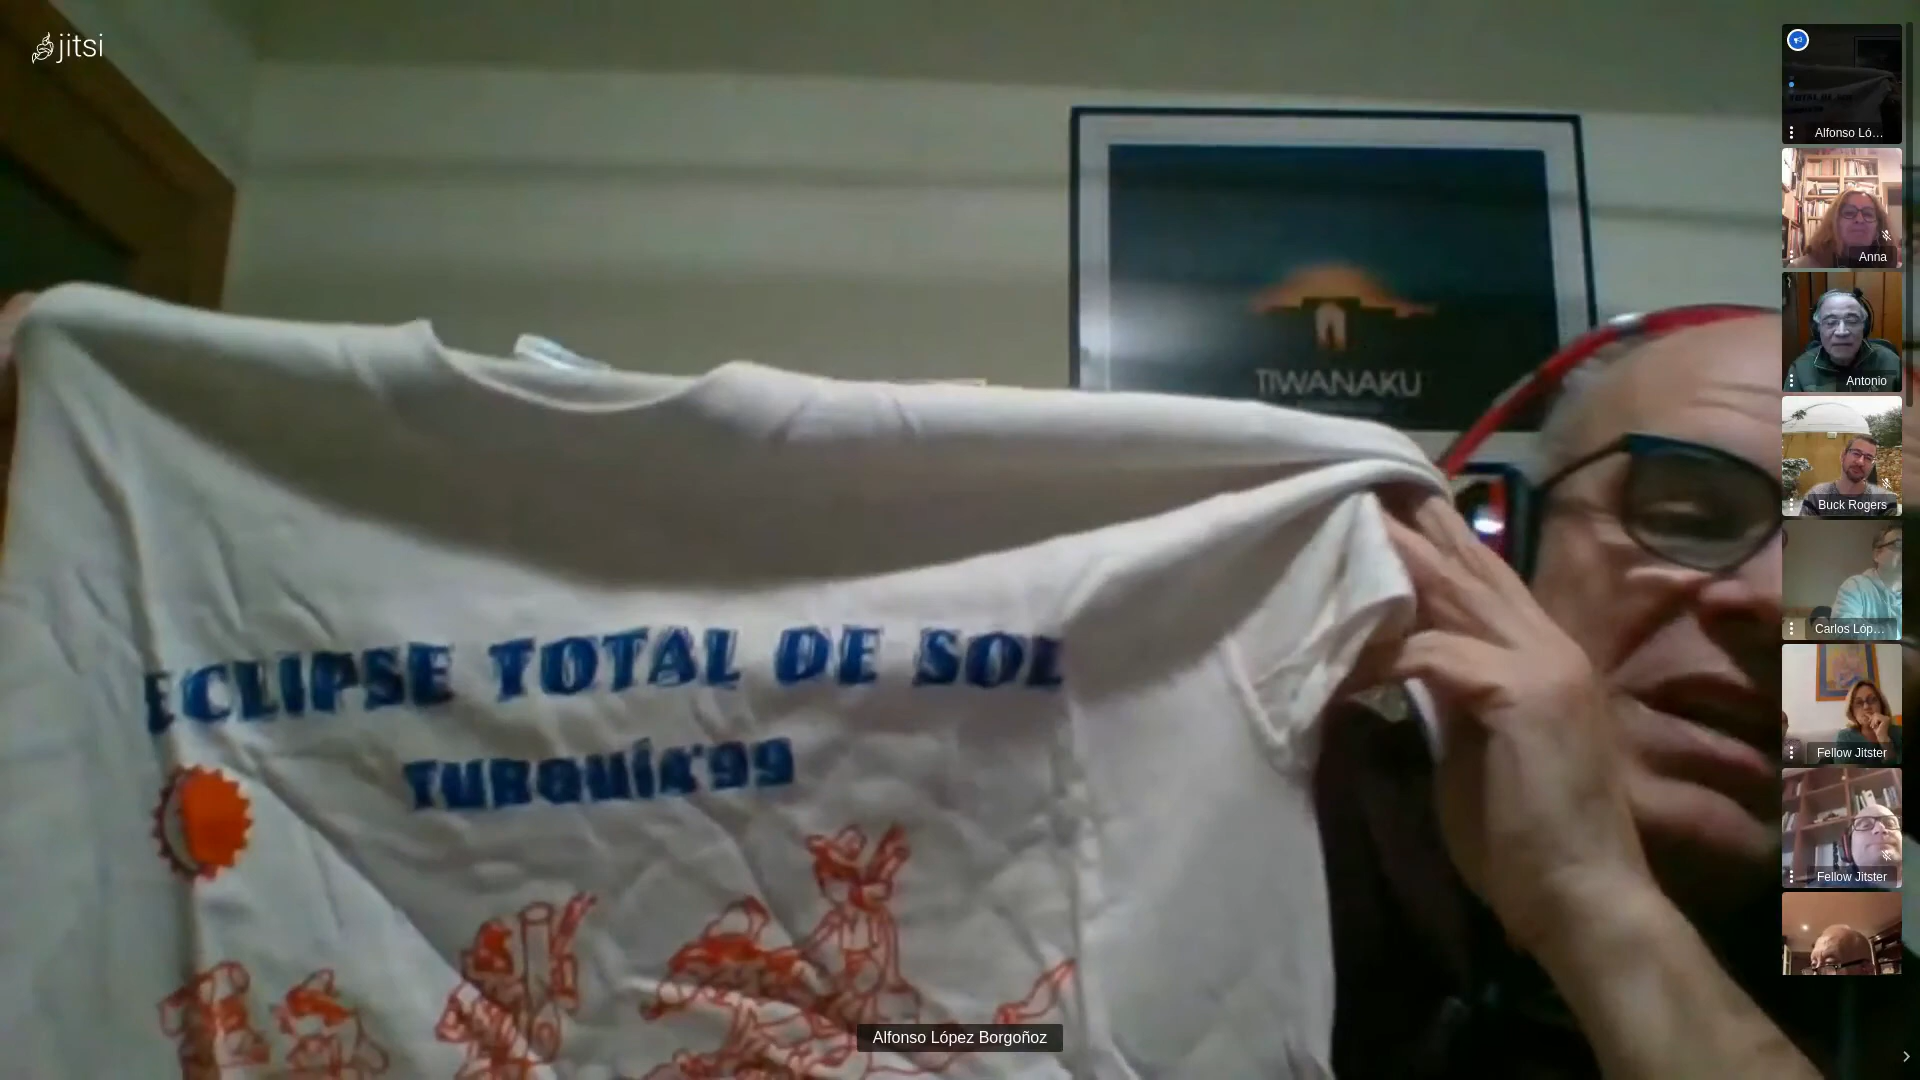 jitsi
TIWANAKU
ECLIPSE TOTAL DE SOL
TURQUÍA'99
Alfonso López Borgoñoz
Alfonso Ló...
Anna
Antonio
Buck Rogers
Carlos Lóp...
Fellow Jitster
Fellow Jitster